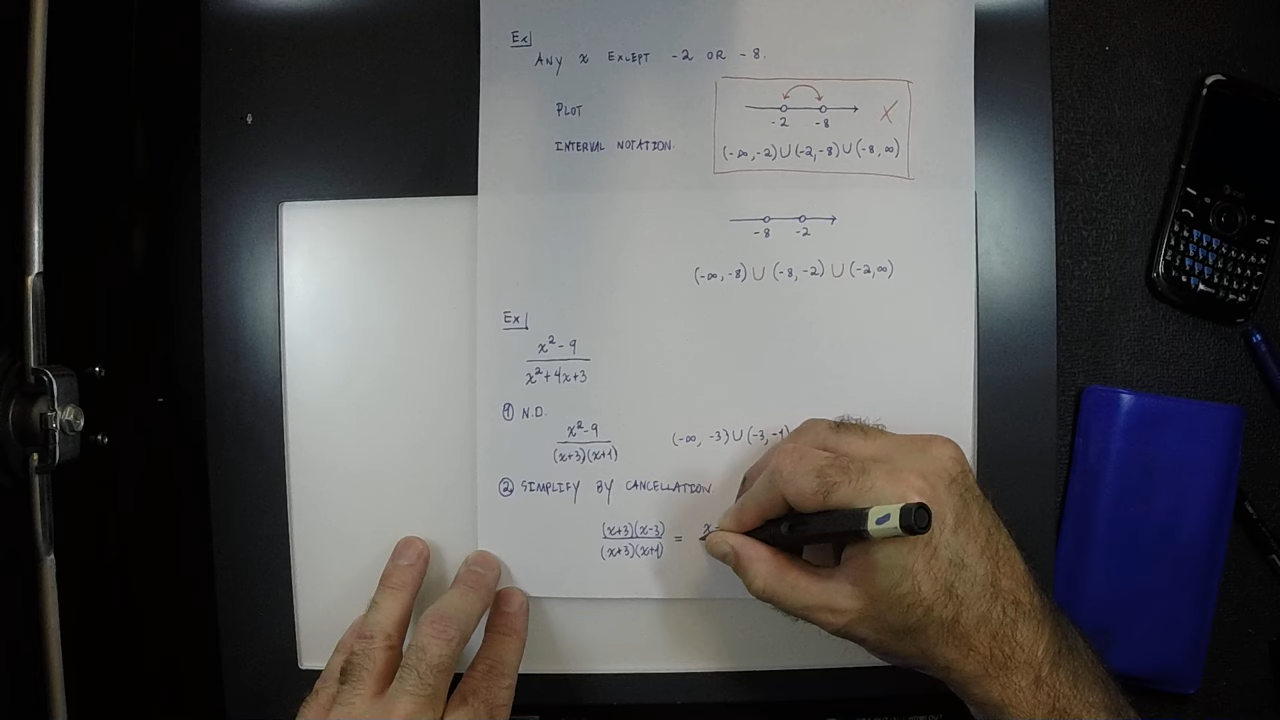 Ex
ANY x EXCEPT -2 OR -8.
PLOT
-2 -8
X
INTERVAL NOTATION.
(-∞, -2) ∪ (-2, -8) ∪ (-8, ∞)
-8 -2
(-∞, -8) ∪ (-8, -2) ∪ (-2, ∞)
Ex
x² - 9
x² + 4x + 3
① N.D.
x² - 9
(x+3)(x+1)
(-∞, -3) ∪ (-3, -1)
② SIMPLIFY BY CANCELLATION.
(x+3)(x-3)
(x+3)(x+1)
= x -